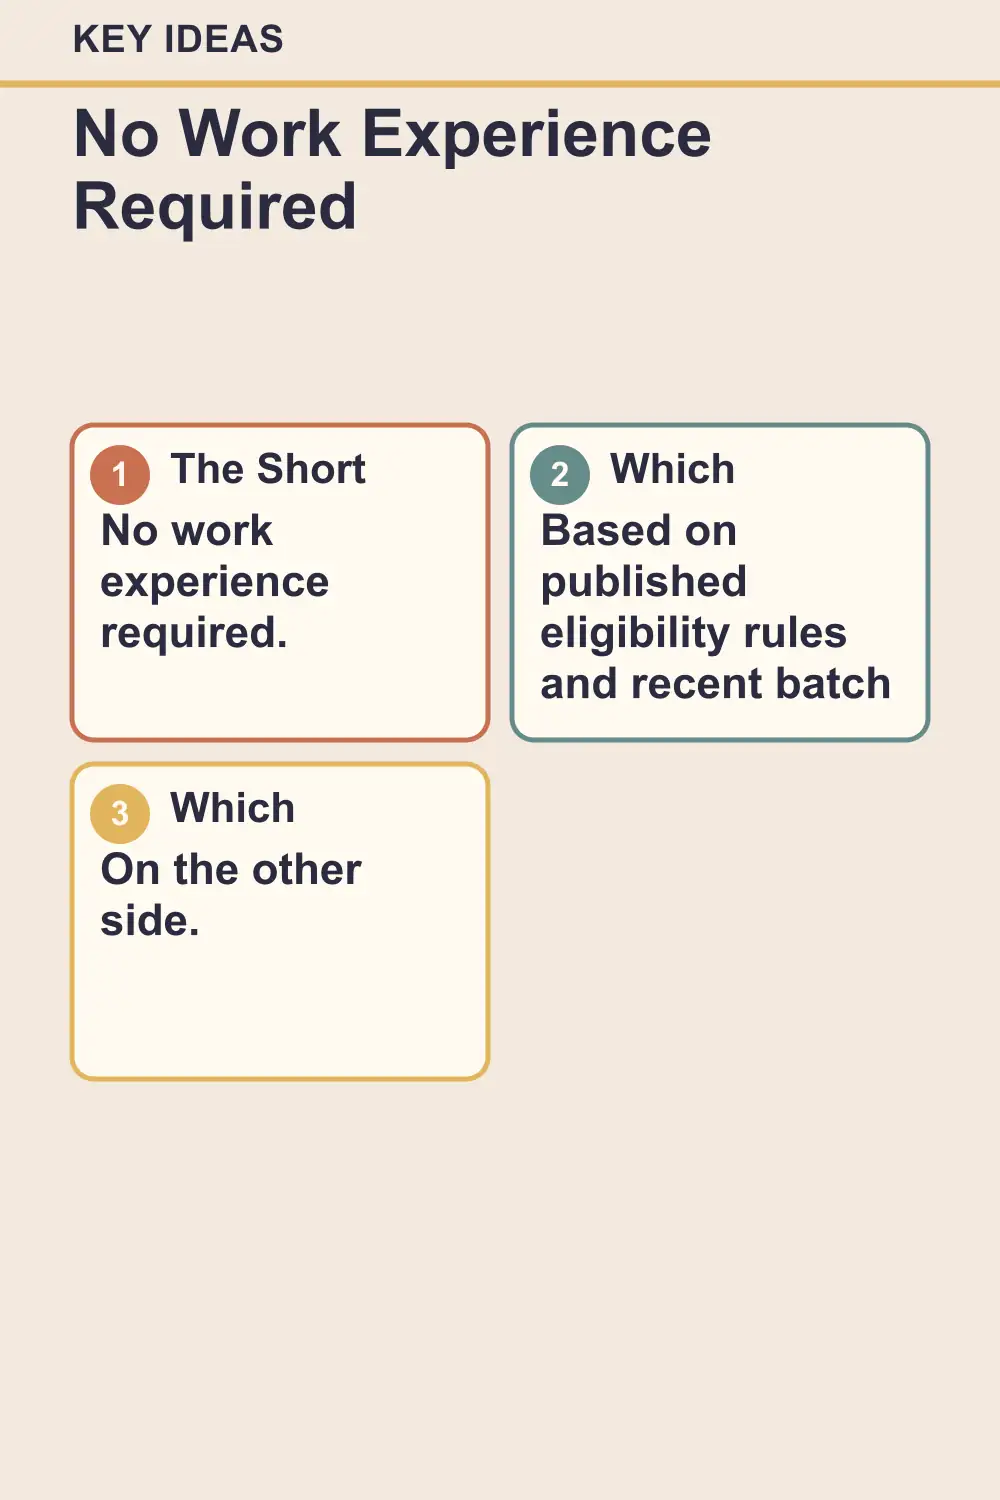 KEY IDEAS
No Work Experience
Required
1 The Short
No work
experience
required.
2 Which
Based on
published
eligibility rules
and recent batch
3 Which
On the other
side.